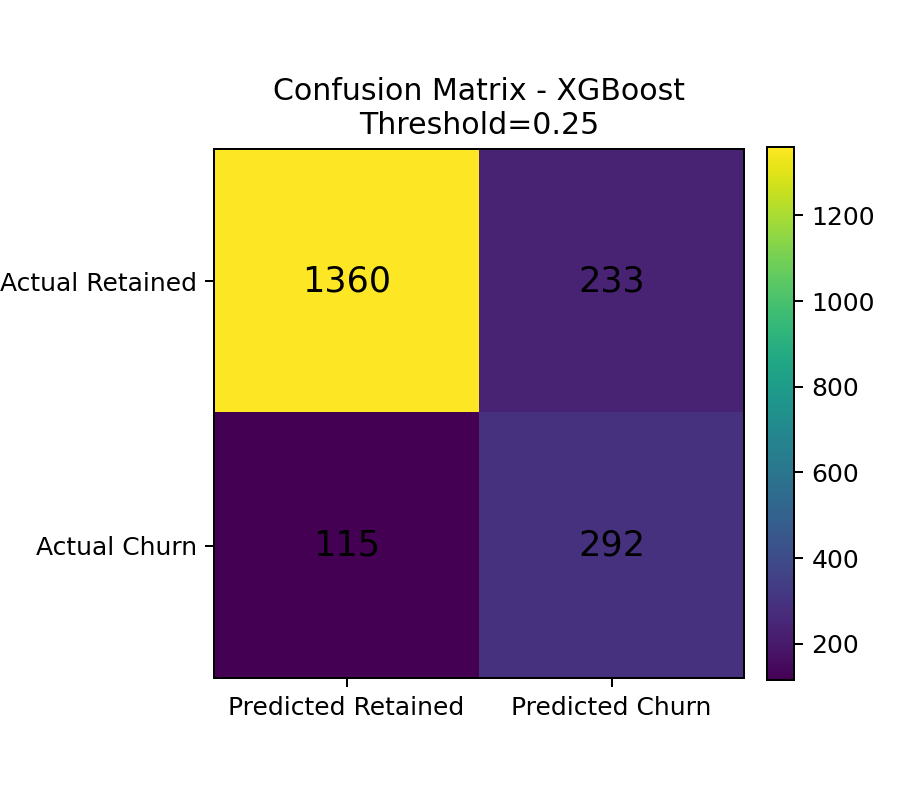 Confusion Matrix - XGBoost
Threshold=0.25
Actual Retained
1360
233
1200
1000
800
600
Actual Churn
115
292
400
200
Predicted Retained
Predicted Churn